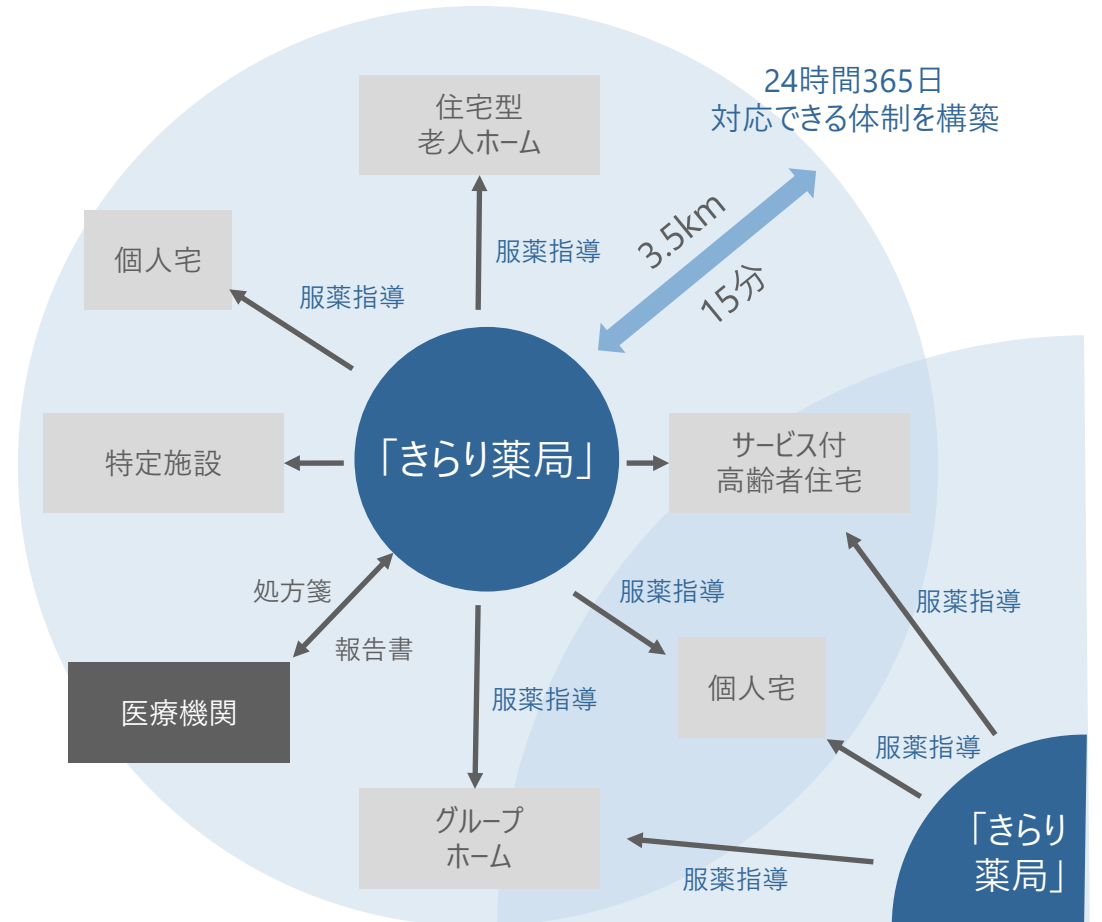 24時間365日
対応できる体制を構築
住宅型
老人ホーム
3.5km
15分
個人宅
服薬指導
服薬指導
「きらり薬局」
特定施設
サービス付
高齢者住宅
処方箋
報告書
服薬指導
服薬指導
医療機関
服薬指導
個人宅
服薬指導
グループ
ホーム
服薬指導
「きらり
薬局」